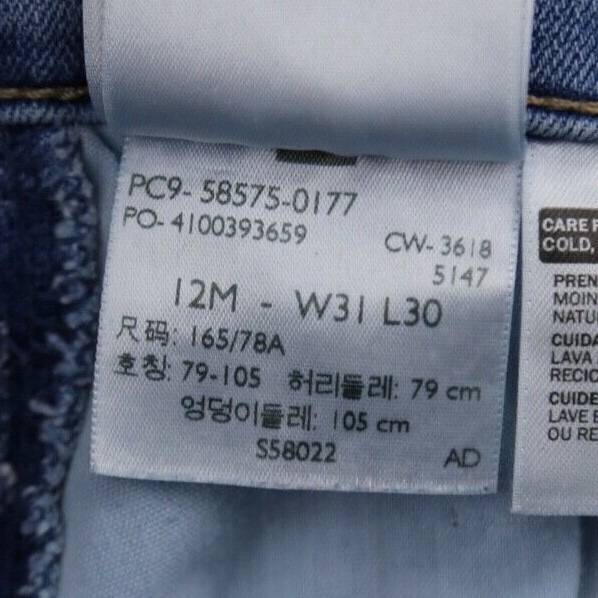 PC9- 58575-0177
PO- 4100393659
CW- 3618
5147
12M - W31 L30
尺码: 165/78A
호칭: 79-105 허리둘레: 79 cm
엉덩이둘레: 105 cm
S58022 AD
CARE
COLD,
PREN
MOIN
NATU
CUIDA
LAVA
RECIC
CUIDE
LAVE
OU RE